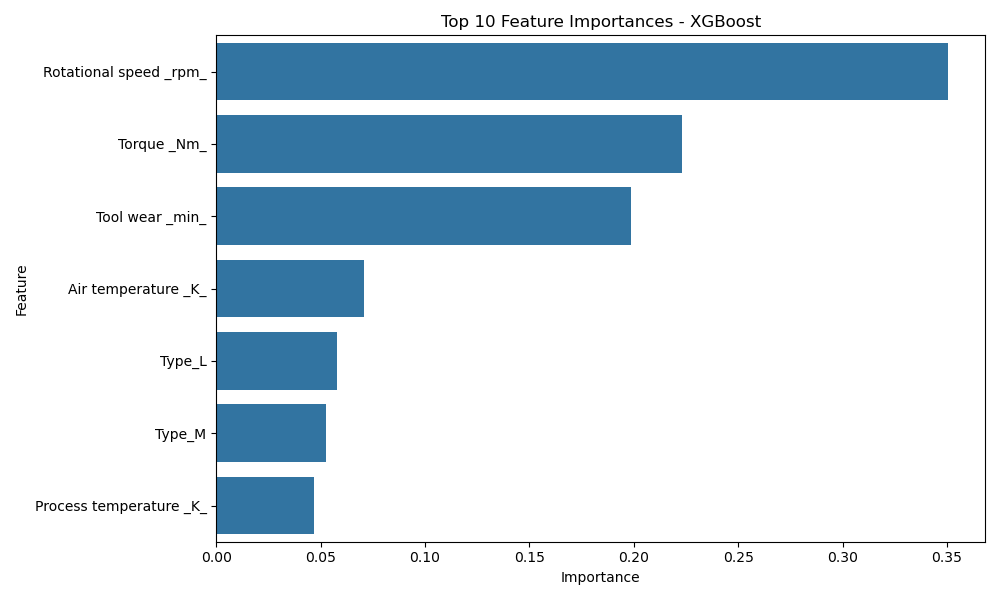 Top 10 Feature Importances - XGBoost
Rotational speed _rpm_
Torque _Nm_
Tool wear _min_
Air temperature _K_
Type_L
Type_M
Process temperature _K_
Feature
0.00 0.05 0.10 0.15 0.20 0.25 0.30 0.35
Importance